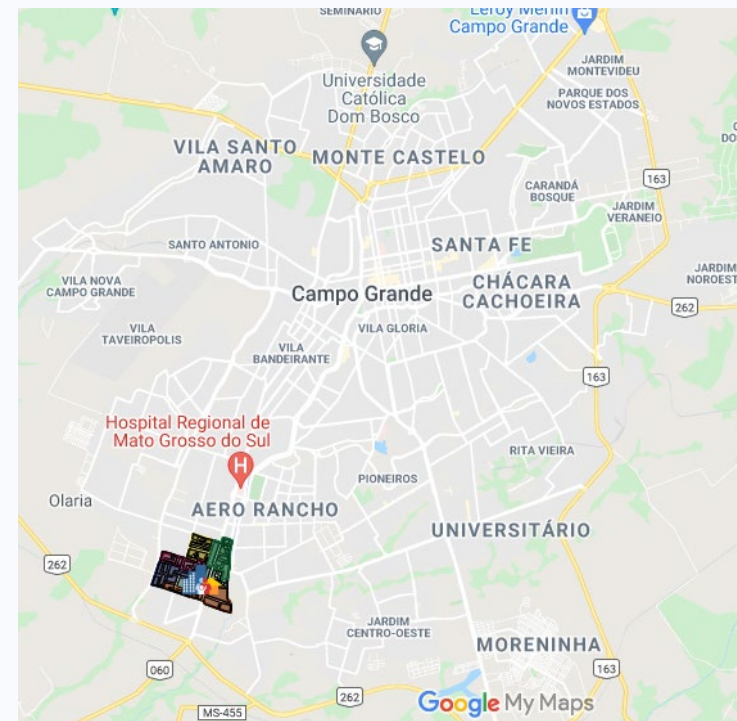 SEMINÁRIO
Leroy Merlin
Campo Grande
JARDIM
MONTEVIDEU
Universidade
Católica
Dom Bosco
PARQUE DOS
NOVOS ESTADOS
VILA SANTO
AMARO
MONTE CASTELO
163
CARANDÁ
BOSQUE
JARDIM
VERANEIO
SANTO ANTONIO
SANTA FE
VILA NOVA
CAMPO GRANDE
Campo Grande
CHÁCARA
CACHOEIRA
JARDIM
NOROEST
262
VILA
TAVEIROPOLIS
VILA GLORIA
VILA
BANDEIRANTE
163
Hospital Regional de
Mato Grosso do Sul
H
RITA VIEIRA
PIONEIROS
Olaria
AERO RANCHO
UNIVERSITÁRIO
262
JARDIM
CENTRO-OESTE
MORENINHA
060
163
262
MS-455
Google My Maps